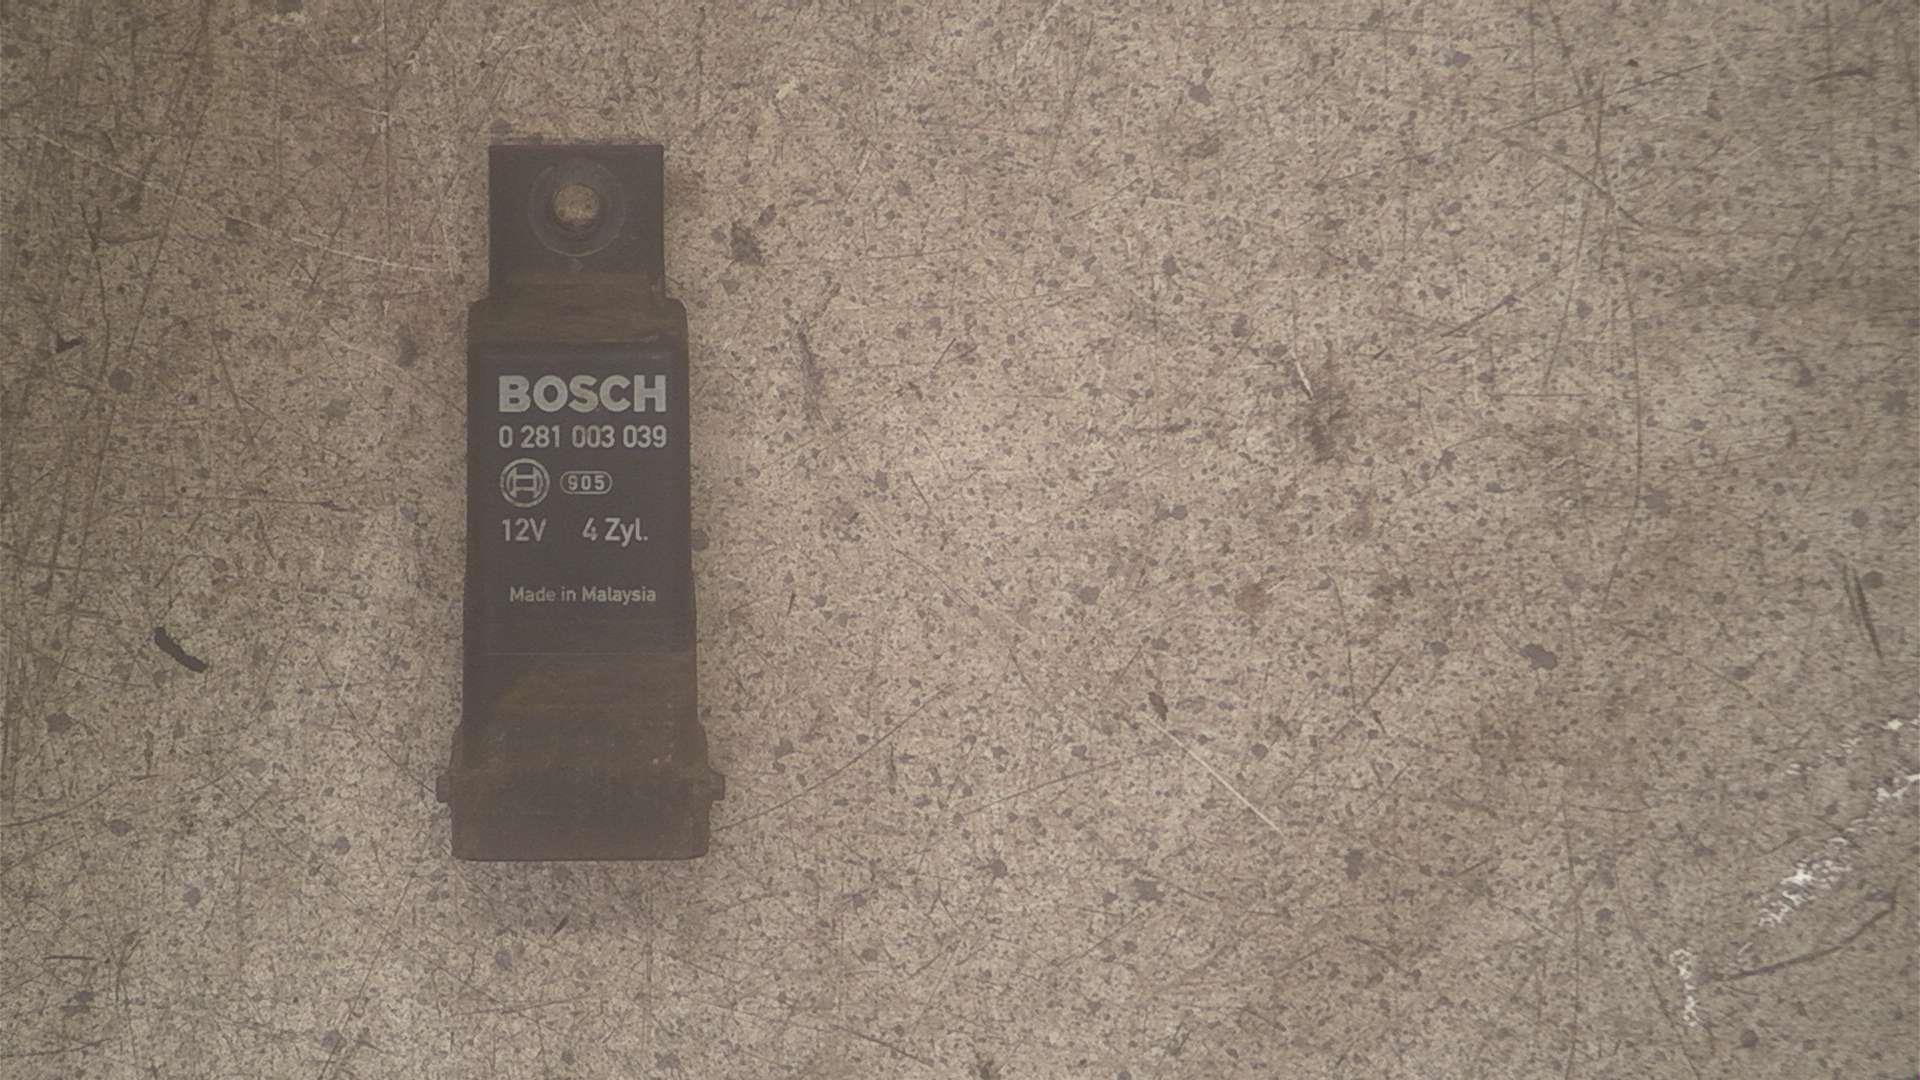 BOSCH
0 281 003 039
905
12V 4 Zyl.
Made in Malaysia